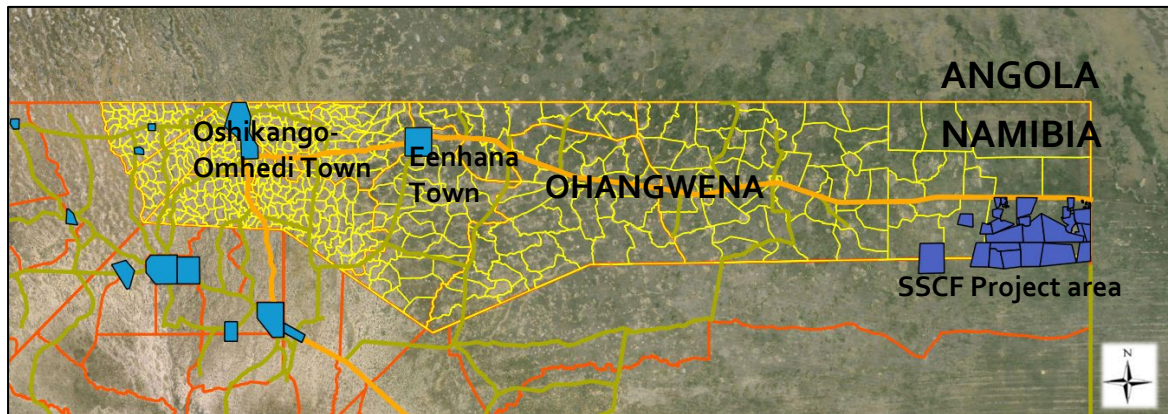 ANGOLA
NAMIBIA
Oshikango-
Omhedi Town
Eenhana
Town
OHANGWENA
SSCF Project area
N